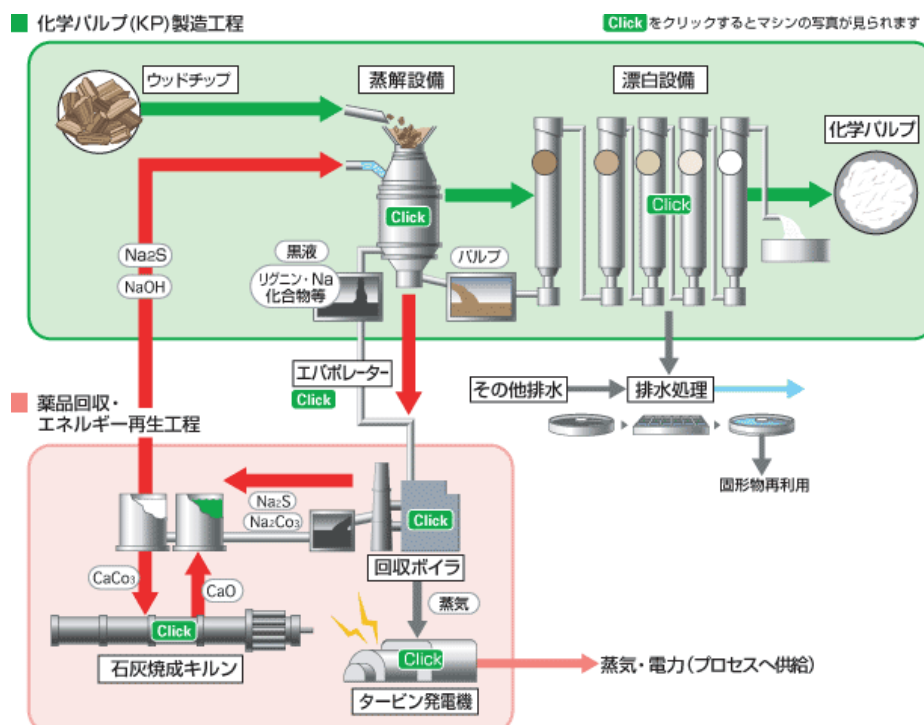 化学パルプ(KP)製造工程
Clickをクリックするとマシンの写真が見られます
ウッドチップ
蒸解設備
漂白設備
化学パルプ
Click
Click
Na2S
NaOH
黒液
リグニン・Na
化合物等
パルプ
エバポレーター
Click
その他排水
排水処理
固形物再利用
薬品回収・
エネルギー再生工程
Na2S
Na2Co3
Click
回収ボイラ
CaCo3
CaO
蒸気
Click
石灰焼成キルン
Click
タービン発電機
蒸気・電力(プロセスへ供給)